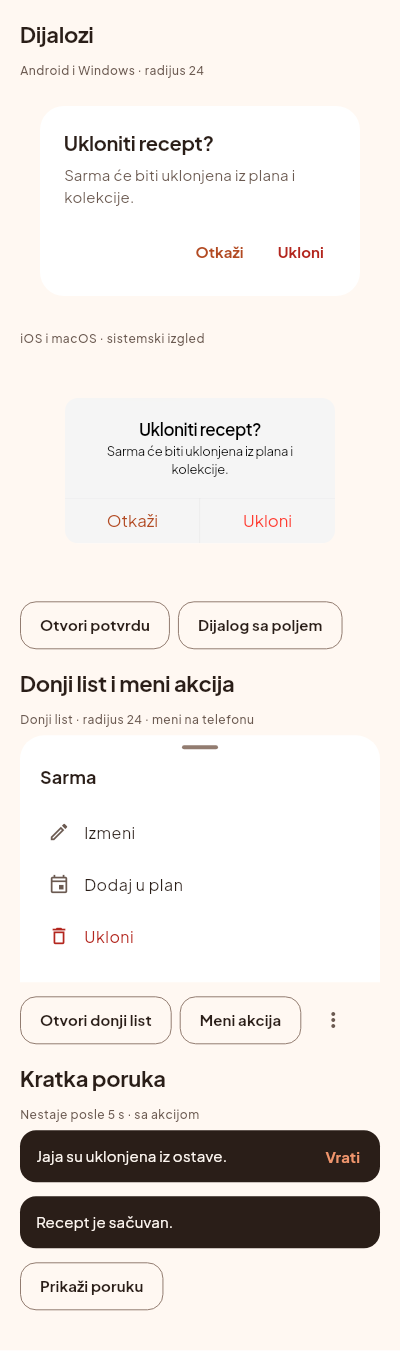 Dijalozi
Android i Windows · radijus 24
Ukloniti recept?
Sarma će biti uklonjena iz plana i
kolekcije.
Otkaži Ukloni
iOS i macOS · sistemski izgled
Ukloniti recept?
Sarma će biti uklonjena iz plana i
kolekcije.
Otkaži Ukloni
Otvori potvrdu Dijalog sa poljem
Donji list i meni akcija
Donji list · radijus 24 · meni na telefonu
Sarma
Izmeni
Dodaj u plan
Ukloni
Otvori donji list Meni akcija
Kratka poruka
Nestaje posle 5 s · sa akcijom
Jaja su uklonjena iz ostave. Vrati
Recept je sačuvan.
Prikaži poruku